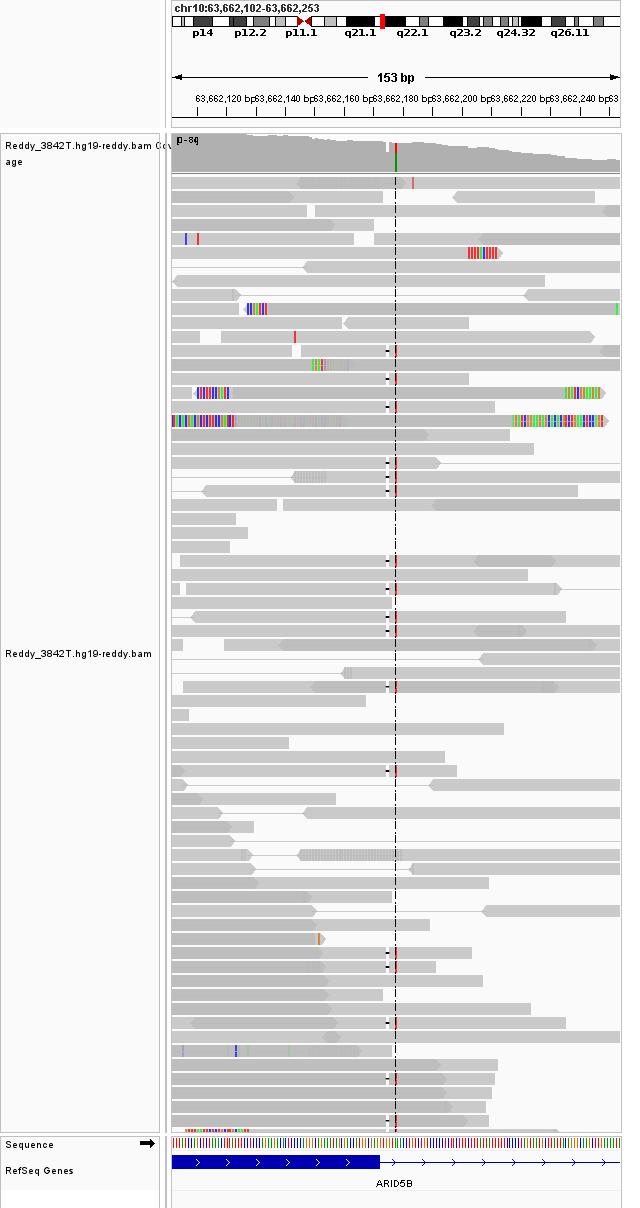 chr10:63,662,102-63,662,253
p14 p12.2 p11.1 q21.1 q22.1 q23.2 q24.32 q26.11
153 bp
63,662,120 bp 63,662,140 bp 63,662,160 bp 63,662,180 bp 63,662,200 bp 63,662,220 bp 63,662,240 bp 63
Reddy_3842T.hg19-reddy.bam Cov
age
Reddy_3842T.hg19-reddy.bam
Sequence
RefSeq Genes
ARID5B